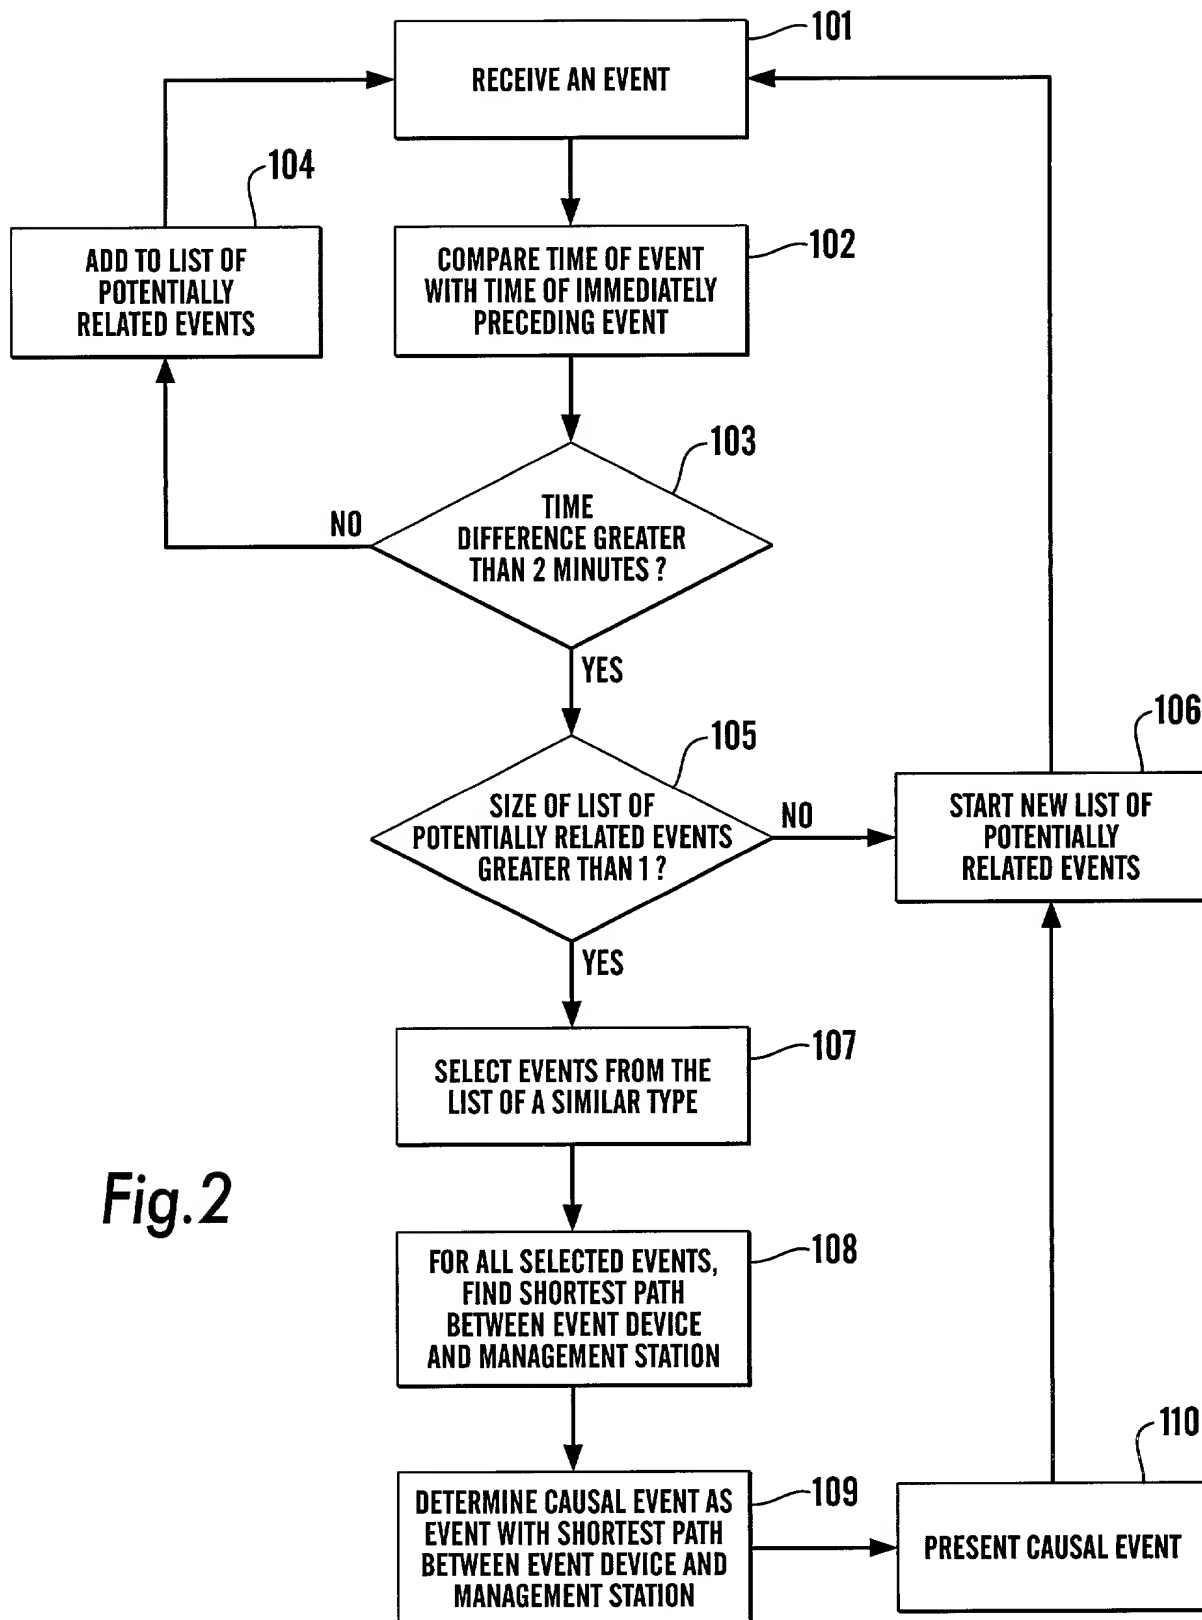 101
RECEIVE AN EVENT
104
ADD TO LIST OF
POTENTIALLY
RELATED EVENTS
102
COMPARE TIME OF EVENT
WITH TIME OF IMMEDIATELY
PRECEDING EVENT
103
TIME
DIFFERENCE GREATER
THAN 2 MINUTES ?
NO
YES
105
SIZE OF LIST OF
POTENTIALLY RELATED EVENTS
GREATER THAN 1 ?
NO
106
START NEW LIST OF
POTENTIALLY
RELATED EVENTS
YES
107
SELECT EVENTS FROM THE
LIST OF A SIMILAR TYPE
Fig.2
108
FOR ALL SELECTED EVENTS,
FIND SHORTEST PATH
BETWEEN EVENT DEVICE
AND MANAGEMENT STATION
109
DETERMINE CAUSAL EVENT AS
EVENT WITH SHORTEST PATH
BETWEEN EVENT DEVICE AND
MANAGEMENT STATION
110
PRESENT CAUSAL EVENT